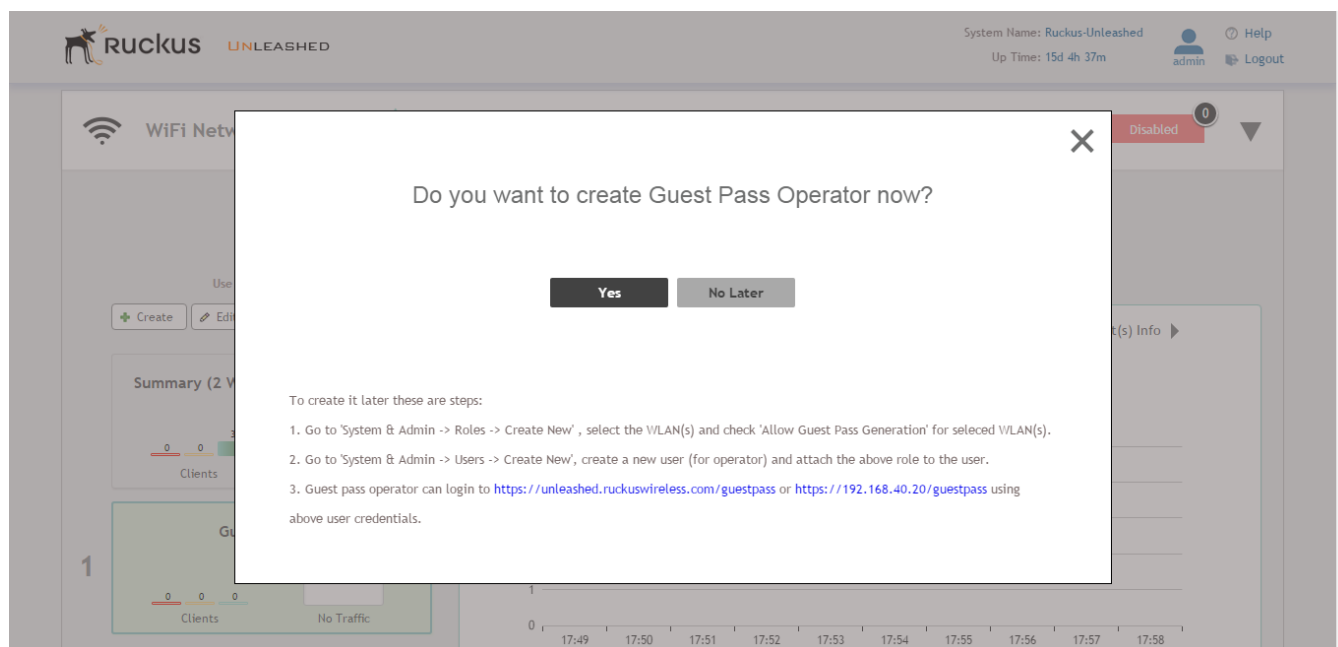 RUCKUS UNLEASHED
System Name: Ruckus-Unleashed
Up Time: 15d 4h 37m
admin
Help
Logout
WiFi
Disabled
0
Do you want to create Guest Pass Operator now?
Yes
No Later
Use
Create
t(s) Info
Summary (2
0 0
Clients
To create it later these are steps:
1. Go to 'System & Admin -> Roles -> Create New' , select the WLAN(s) and check 'Allow Guest Pass Generation' for seleced WLAN(s).
2. Go to 'System & Admin -> Users -> Create New', create a new user (for operator) and attach the above role to the user.
3. Guest pass operator can login to https://unleashed.ruckuswireless.com/guestpass or https://192.168.40.20/guestpass using
above user credentials.
1
0 0 0
Clients
No Traffic
1
0
17:49 17:50 17:51 17:52 17:53 17:54 17:55 17:56 17:57 17:58